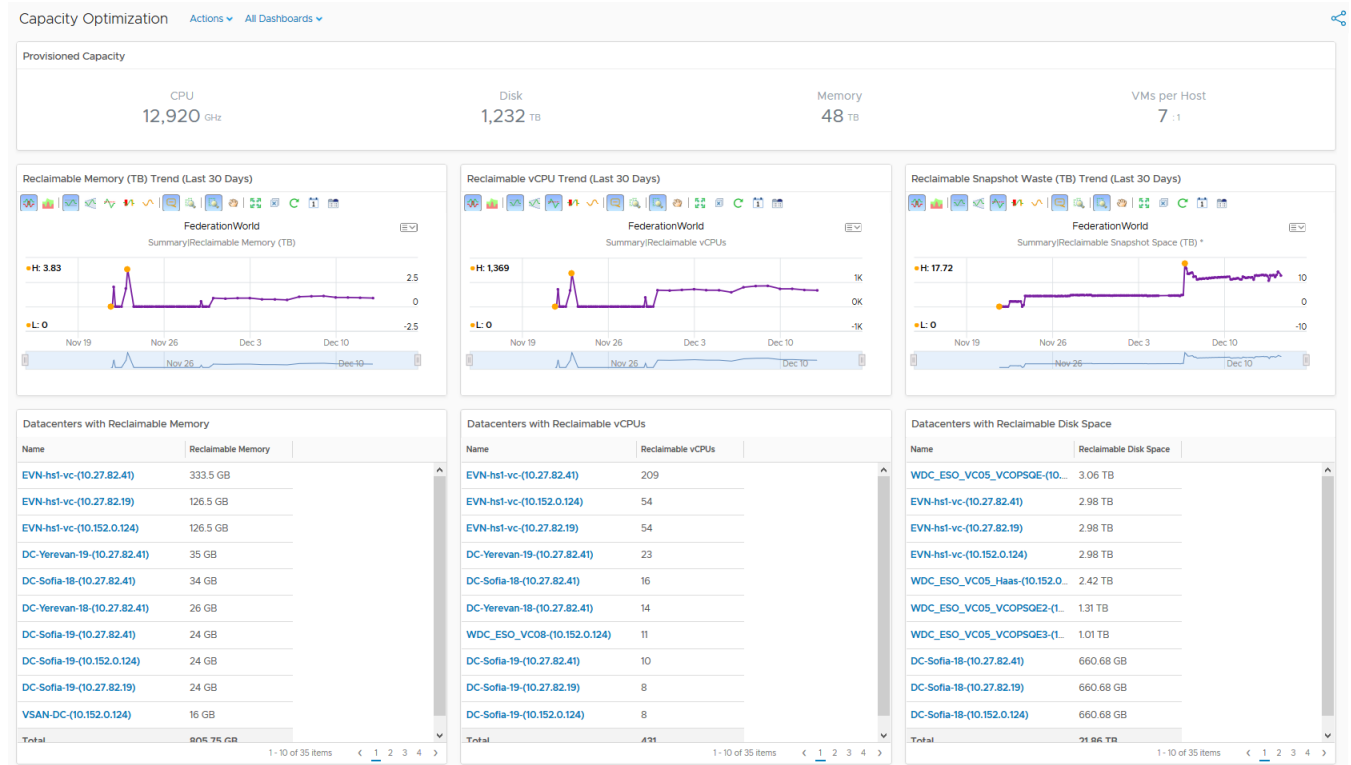 Capacity Optimization Actions All Dashboards
Provisioned Capacity
CPU Disk Memory VMs per Host
12,920 GHz 1,232 TB 48 TB 7 :1
Reclaimable Memory (TB) Trend (Last 30 Days)
FederationWorld
Summary|Reclaimable Memory (TB)
H: 3.83
2.5
0
L: 0
-2.5
Nov 19 Nov 26 Dec 3 Dec 10
Nov 26 Dec 10
Reclaimable vCPU Trend (Last 30 Days)
FederationWorld
Summary|Reclaimable vCPUs
H: 1,369
1K
0K
L: 0
-1K
Nov 19 Nov 26 Dec 3 Dec 10
Nov 26 Dec 10
Reclaimable Snapshot Waste (TB) Trend (Last 30 Days)
FederationWorld
Summary|Reclaimable Snapshot Space (TB) *
H: 17.72
10
0
L: 0
-10
Nov 19 Nov 26 Dec 3 Dec 10
Nov 26 Dec 10
Datacenters with Reclaimable Memory
Name Reclaimable Memory
EVN-hs1-vc-(10.27.82.41) 333.5 GB
EVN-hs1-vc-(10.27.82.19) 126.5 GB
EVN-hs1-vc-(10.152.0.124) 126.5 GB
DC-Yerevan-19-(10.27.82.41) 35 GB
DC-Sofia-18-(10.27.82.41) 34 GB
DC-Yerevan-18-(10.27.82.41) 26 GB
DC-Sofia-19-(10.27.82.41) 24 GB
DC-Sofia-19-(10.152.0.124) 24 GB
DC-Sofia-19-(10.27.82.19) 24 GB
VSAN-DC-(10.152.0.124) 16 GB
Total 805.75 GB
1 - 10 of 35 items 1 2 3 4
Datacenters with Reclaimable vCPUs
Name Reclaimable vCPUs
EVN-hs1-vc-(10.27.82.41) 209
EVN-hs1-vc-(10.152.0.124) 54
EVN-hs1-vc-(10.27.82.19) 54
DC-Yerevan-19-(10.27.82.41) 23
DC-Sofia-18-(10.27.82.41) 16
DC-Yerevan-18-(10.27.82.41) 14
WDC_ESO_VC08-(10.152.0.124) 11
DC-Sofia-19-(10.27.82.41) 10
DC-Sofia-19-(10.27.82.19) 8
DC-Sofia-19-(10.152.0.124) 8
Total 431
1 - 10 of 35 items 1 2 3 4
Datacenters with Reclaimable Disk Space
Name Reclaimable Disk Space
WDC_ESO_VC05_VCOPSQE-(10.... 3.06 TB
EVN-hs1-vc-(10.27.82.41) 2.98 TB
EVN-hs1-vc-(10.27.82.19) 2.98 TB
EVN-hs1-vc-(10.152.0.124) 2.98 TB
WDC_ESO_VC05_Haas-(10.152.0... 2.42 TB
WDC_ESO_VC05_VCOPSQE2-(1... 1.31 TB
WDC_ESO_VC05_VCOPSQE3-(1... 1.01 TB
DC-Sofia-18-(10.27.82.41) 660.68 GB
DC-Sofia-18-(10.27.82.19) 660.68 GB
DC-Sofia-18-(10.152.0.124) 660.68 GB
Total 21.86 TB
1 - 10 of 35 items 1 2 3 4